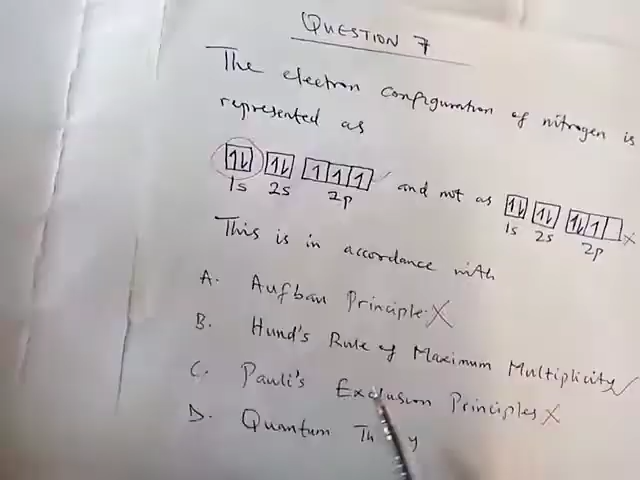 QUESTION 7
The electron configuration of nitrogen is
represented as
1s 2s 2p and not as 1s 2s 2p
This is in accordance with
A. Aufbau Principle X
B. Hund's Rule of Maximum Multiplicity ✓
C. Pauli's Exclusion Principles X
D. Quantum